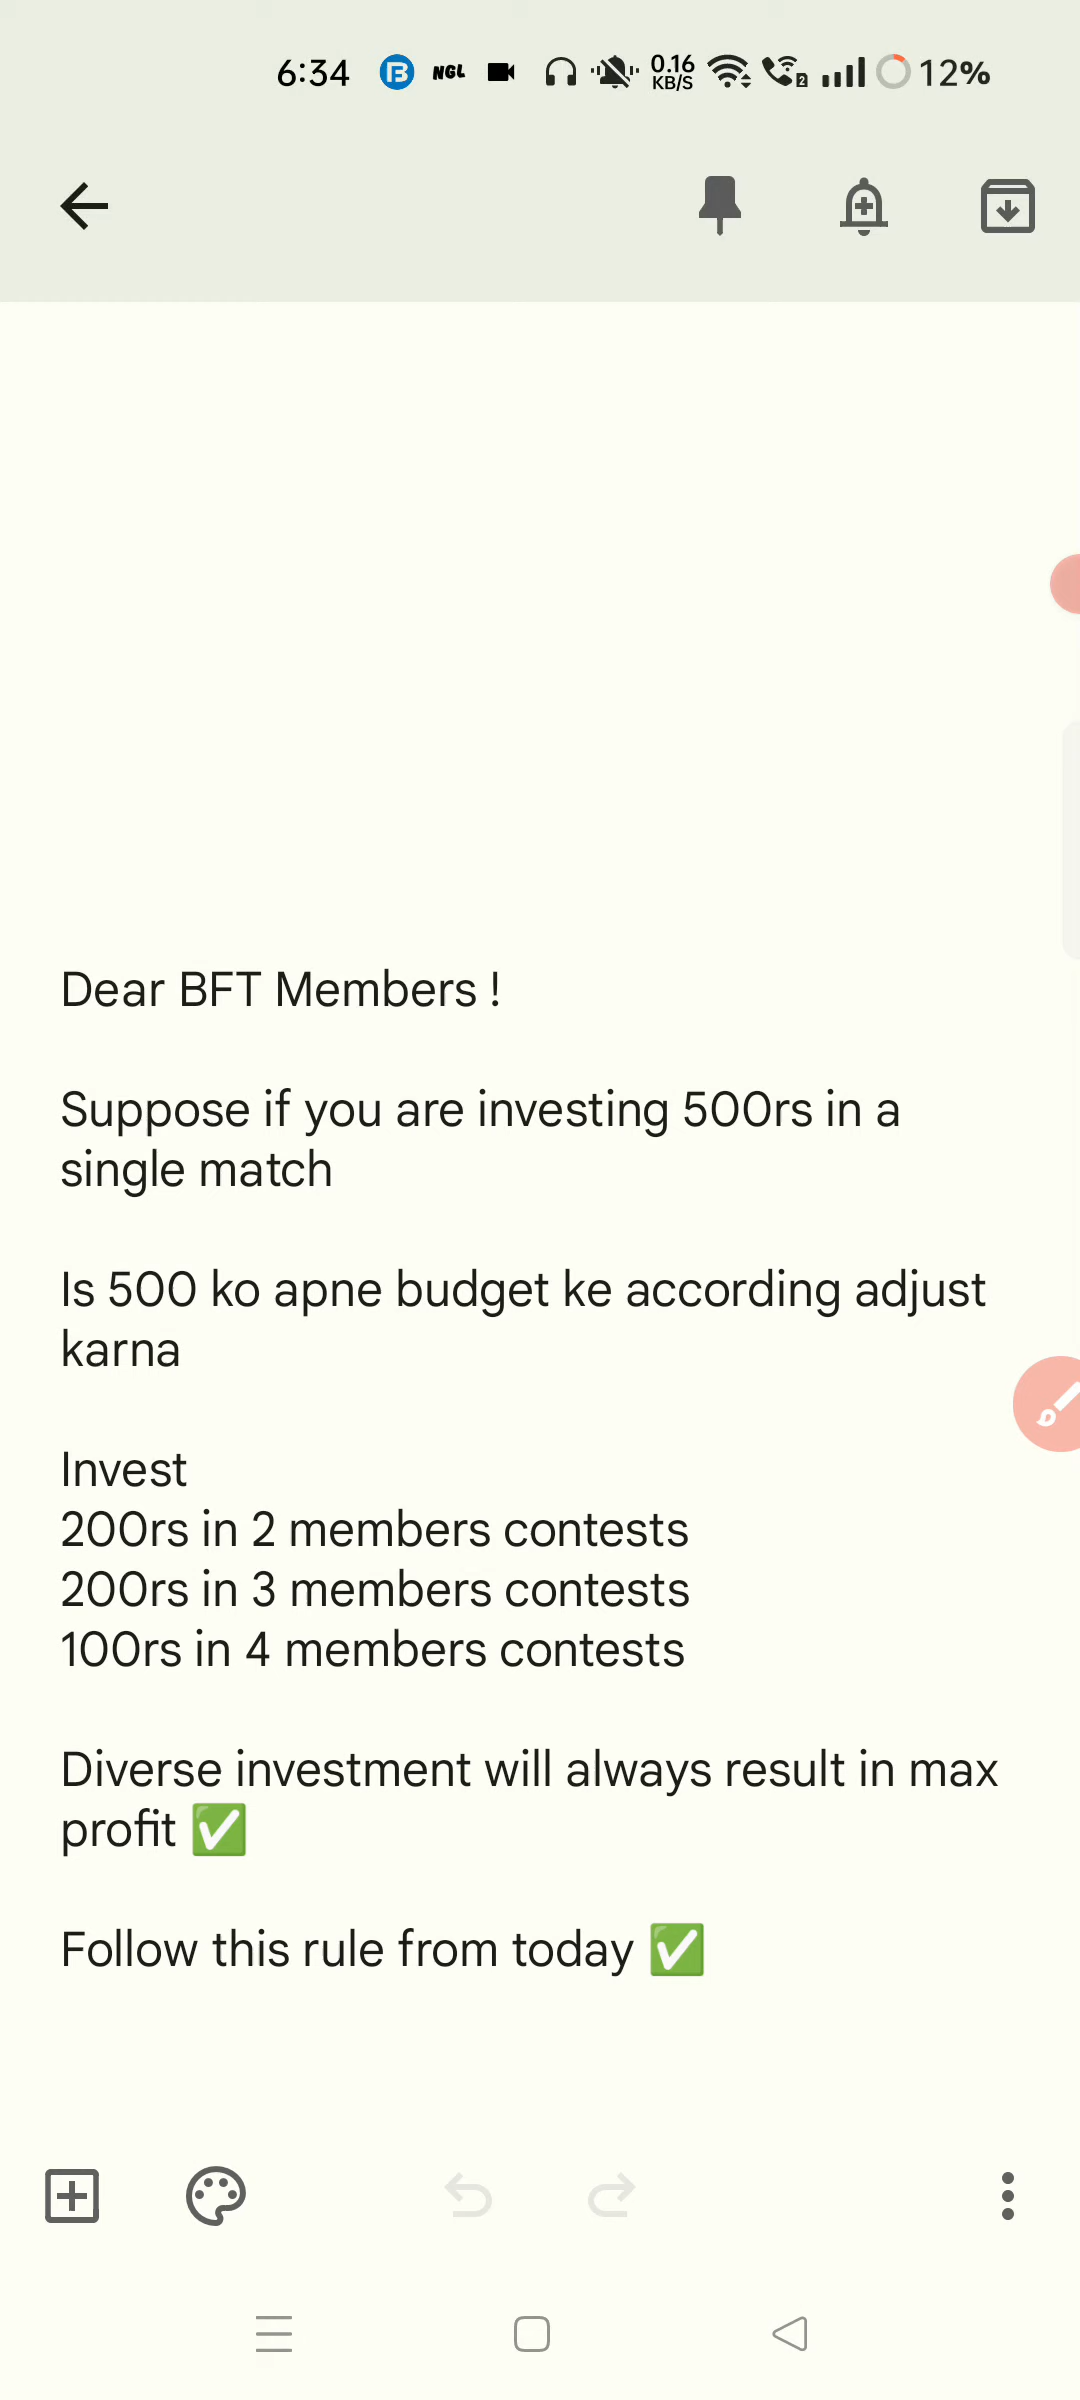 6:34 B NGL 0.16 KB/S 2 12%
Dear BFT Members !
Suppose if you are investing 500rs in a
single match
Is 500 ko apne budget ke according adjust
karna
Invest
200rs in 2 members contests
200rs in 3 members contests
100rs in 4 members contests
Diverse investment will always result in max
profit ✅
Follow this rule from today ✅